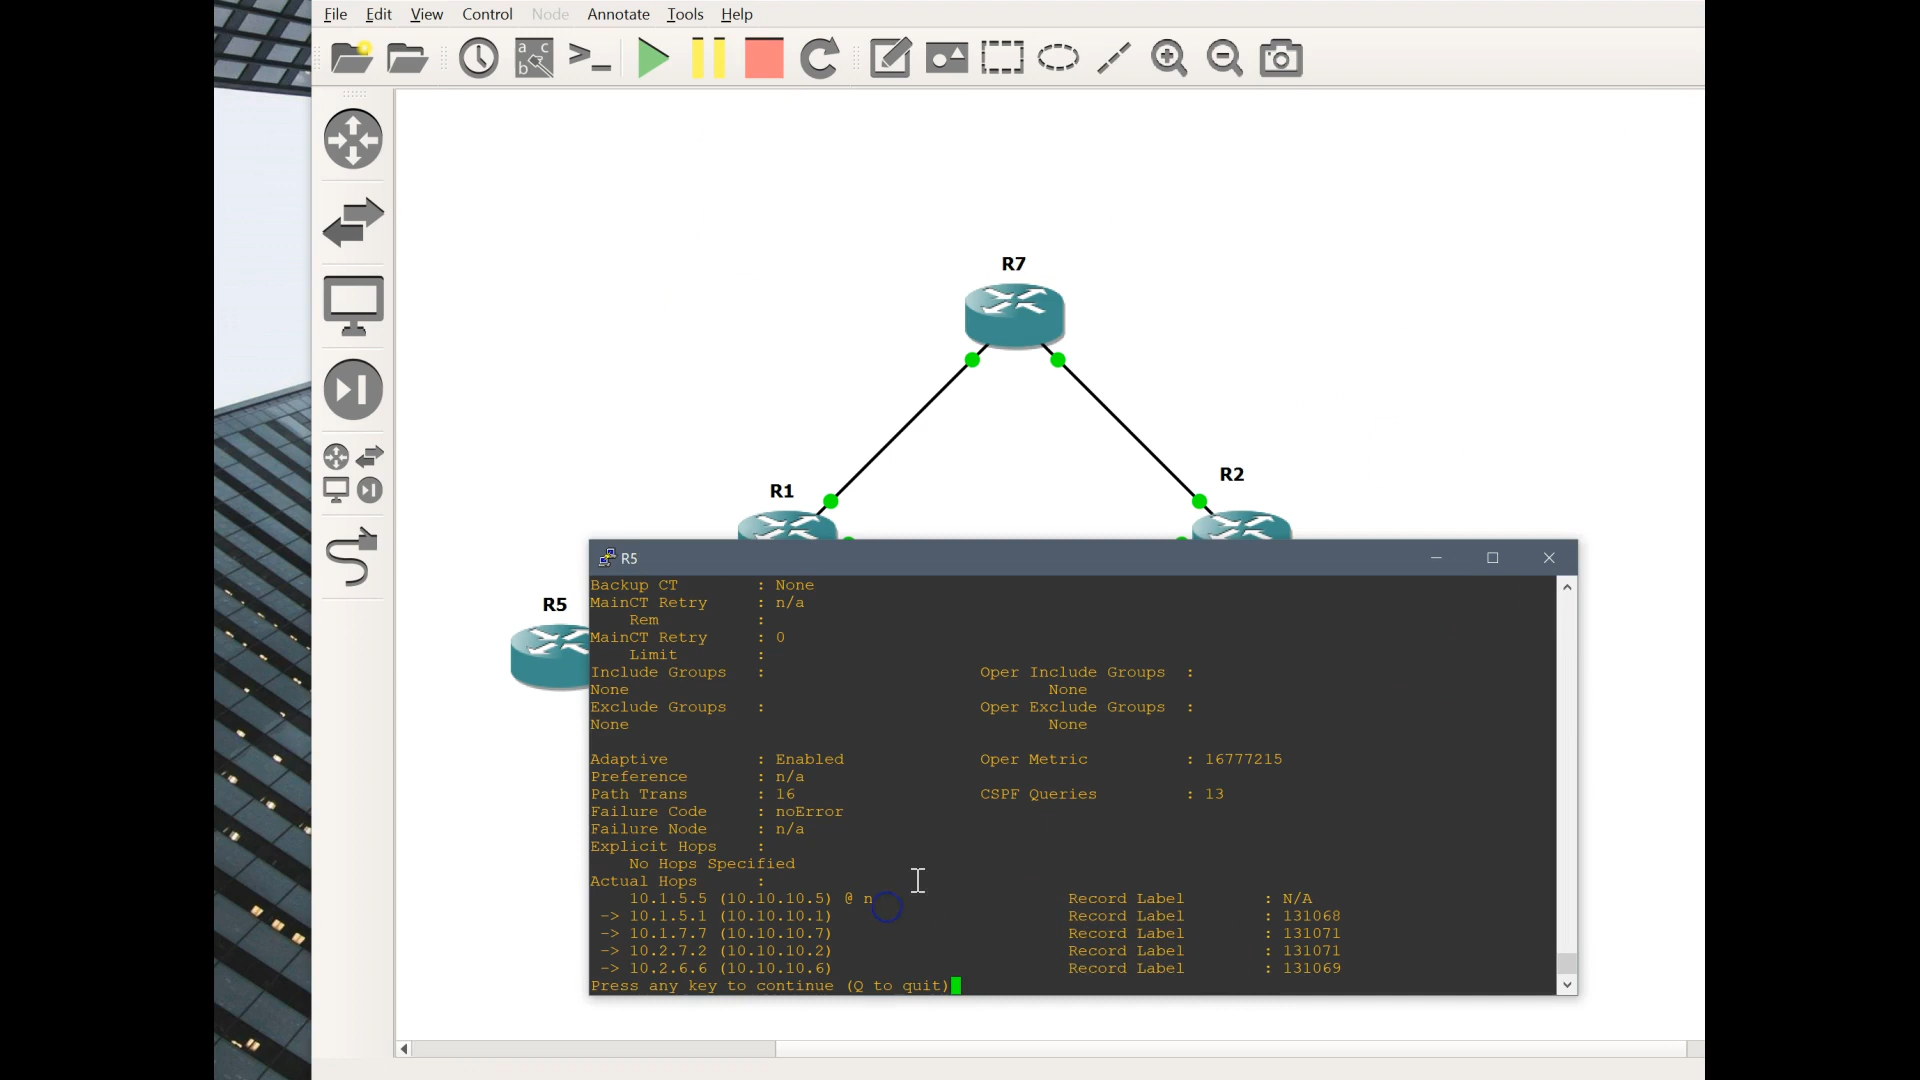 File Edit View Control Node Annotate Tools Help
a c
b
R7
R1
R2
R5
R5
Backup CT : None
MainCT Retry : n/a
Rem :
MainCT Retry : 0
Limit :
Include Groups : Oper Include Groups :
None None
Exclude Groups : Oper Exclude Groups :
None None
Adaptive : Enabled Oper Metric : 16777215
Preference : n/a
Path Trans : 16 CSPF Queries : 13
Failure Code : noError
Failure Node : n/a
Explicit Hops :
No Hops Specified
Actual Hops :
10.1.5.5 (10.10.10.5) @ n Record Label : N/A
-> 10.1.5.1 (10.10.10.1) Record Label : 131068
-> 10.1.7.7 (10.10.10.7) Record Label : 131071
-> 10.2.7.2 (10.10.10.2) Record Label : 131071
-> 10.2.6.6 (10.10.10.6) Record Label : 131069
Press any key to continue (Q to quit)